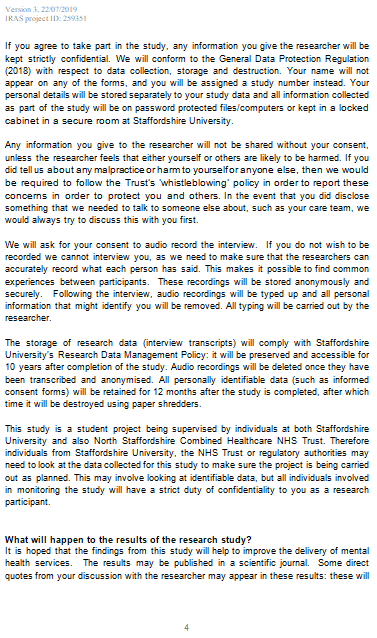 Version 3, 22/07/2019
IRAS project ID: 259351
If you agree to take part in the study, any information you give the researcher will be
kept strictly confidential. We will conform to the General Data Protection Regulation
(2018) with respect to data collection, storage and destruction. Your name will not
appear on any of the forms, and you will be assigned a study number instead. Your
personal details will be stored separately to your study data and all information collected
as part of the study will be on password protected files/computers or kept in a locked
cabinet in a secure room at Staffordshire University.
Any information you give to the researcher will not be shared without your consent,
unless the researcher feels that either yourself or others are likely to be harmed. If you
did tell us about any malpractice or harm to yourself or anyone else, then we would
be required to follow the Trust's 'whistleblowing' policy in order to report these
concerns in order to protect you and others. In the event that you did disclose
something that we needed to talk to someone else about, such as your care team, we
would always try to discuss this with you first.
We will ask for your consent to audio record the interview. If you do not wish to be
recorded we cannot interview you, as we need to make sure that the researchers can
accurately record what each person has said. This makes it possible to find common
experiences between participants. These recordings will be stored anonymously and
securely. Following the interview, audio recordings will be typed up and all personal
information that might identify you will be removed. All typing will be carried out by the
researcher.
The storage of research data (interview transcripts) will comply with Staffordshire
University's Research Data Management Policy: it will be preserved and accessible for
10 years after completion of the study. Audio recordings will be deleted once they have
been transcribed and anonymised. All personally identifiable data (such as informed
consent forms) will be retained for 12 months after the study is completed, after which
time it will be destroyed using paper shredders.
This study is a student project being supervised by individuals at both Staffordshire
University and also North Staffordshire Combined Healthcare NHS Trust. Therefore
individuals from Staffordshire University, the NHS Trust or regulatory authorities may
need to look at the data collected for this study to make sure the project is being carried
out as planned. This may involve looking at identifiable data, but all individuals involved
in monitoring the study will have a strict duty of confidentiality to you as a research
participant.
What will happen to the results of the research study?
It is hoped that the findings from this study will help to improve the delivery of mental
health services. The results may be published in a scientific journal. Some direct
quotes from your discussion with the researcher may appear in these results: these will
4